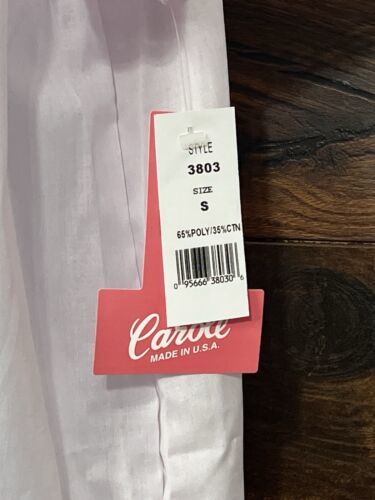 STYLE
3803
SIZE
S
65%POLY/35%CTN
0 95666 38030 6
Carole
MADE IN U.S.A.